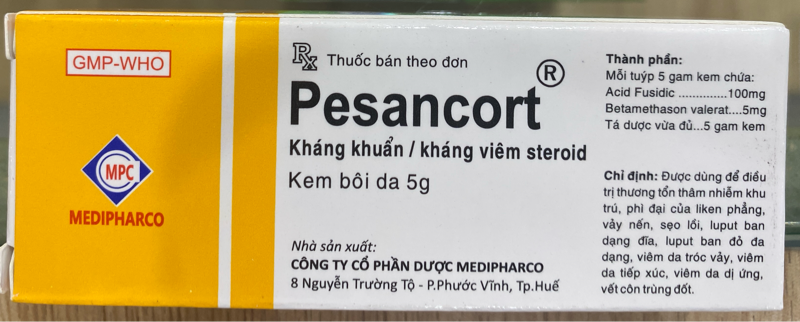 GMP-WHO
MPC
MEDIPHARCO
Rx Thuốc bán theo đơn
Pesancort®
Kháng khuẩn / kháng viêm steroid
Kem bôi da 5g
Nhà sản xuất:
CÔNG TY CỔ PHẦN DƯỢC MEDIPHARCO
8 Nguyễn Trường Tộ - P.Phước Vĩnh, Tp.Huế
Thành phần:
Mỗi tuýp 5 gam kem chứa:
Acid Fusidic ..............100mg
Betamethason valerat....5mg
Tá dược vừa đủ...5 gam kem
Chỉ định: Được dùng để điều
trị thương tổn thâm nhiễm khu
trú, phì đại của liken phẳng,
vảy nến, sẹo lồi, luput ban
dạng đĩa, luput ban đỏ đa
dạng, viêm da tróc vảy, viêm
da tiếp xúc, viêm da dị ứng,
vết côn trùng đốt.